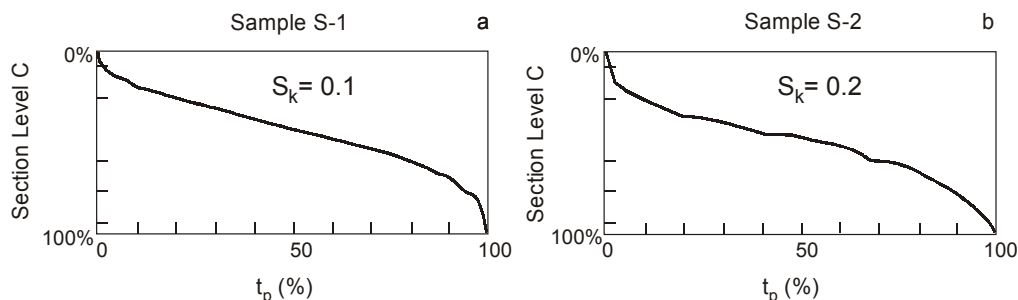 Sample S-1
a
0%
S_k= 0.1
Section Level C
100%
0
50
100
t_p (%)
Sample S-2
b
0%
S_k= 0.2
Section Level C
100%
0
50
100
t_p (%)